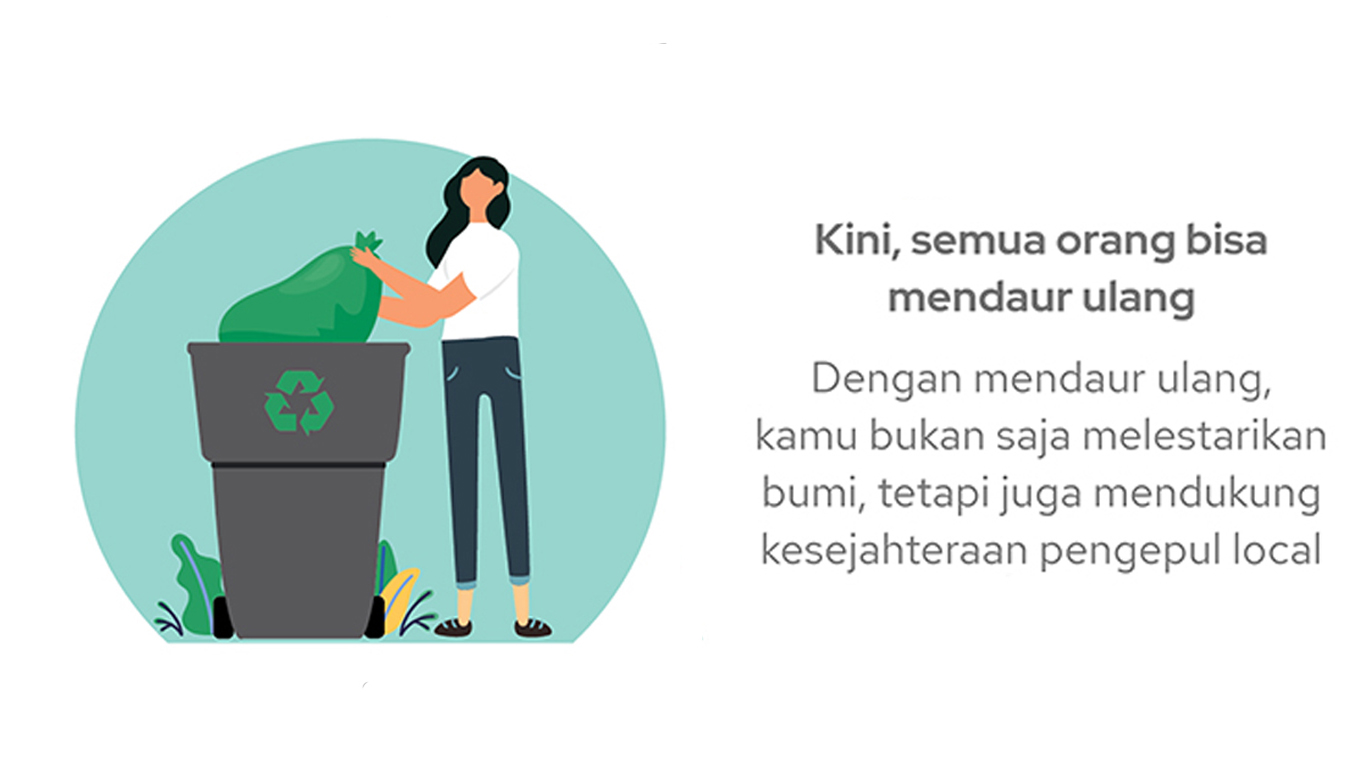 Kini, semua orang bisa
mendaur ulang
Dengan mendaur ulang,
kamu bukan saja melestarikan
bumi, tetapi juga mendukung
kesejahteraan pengepul local